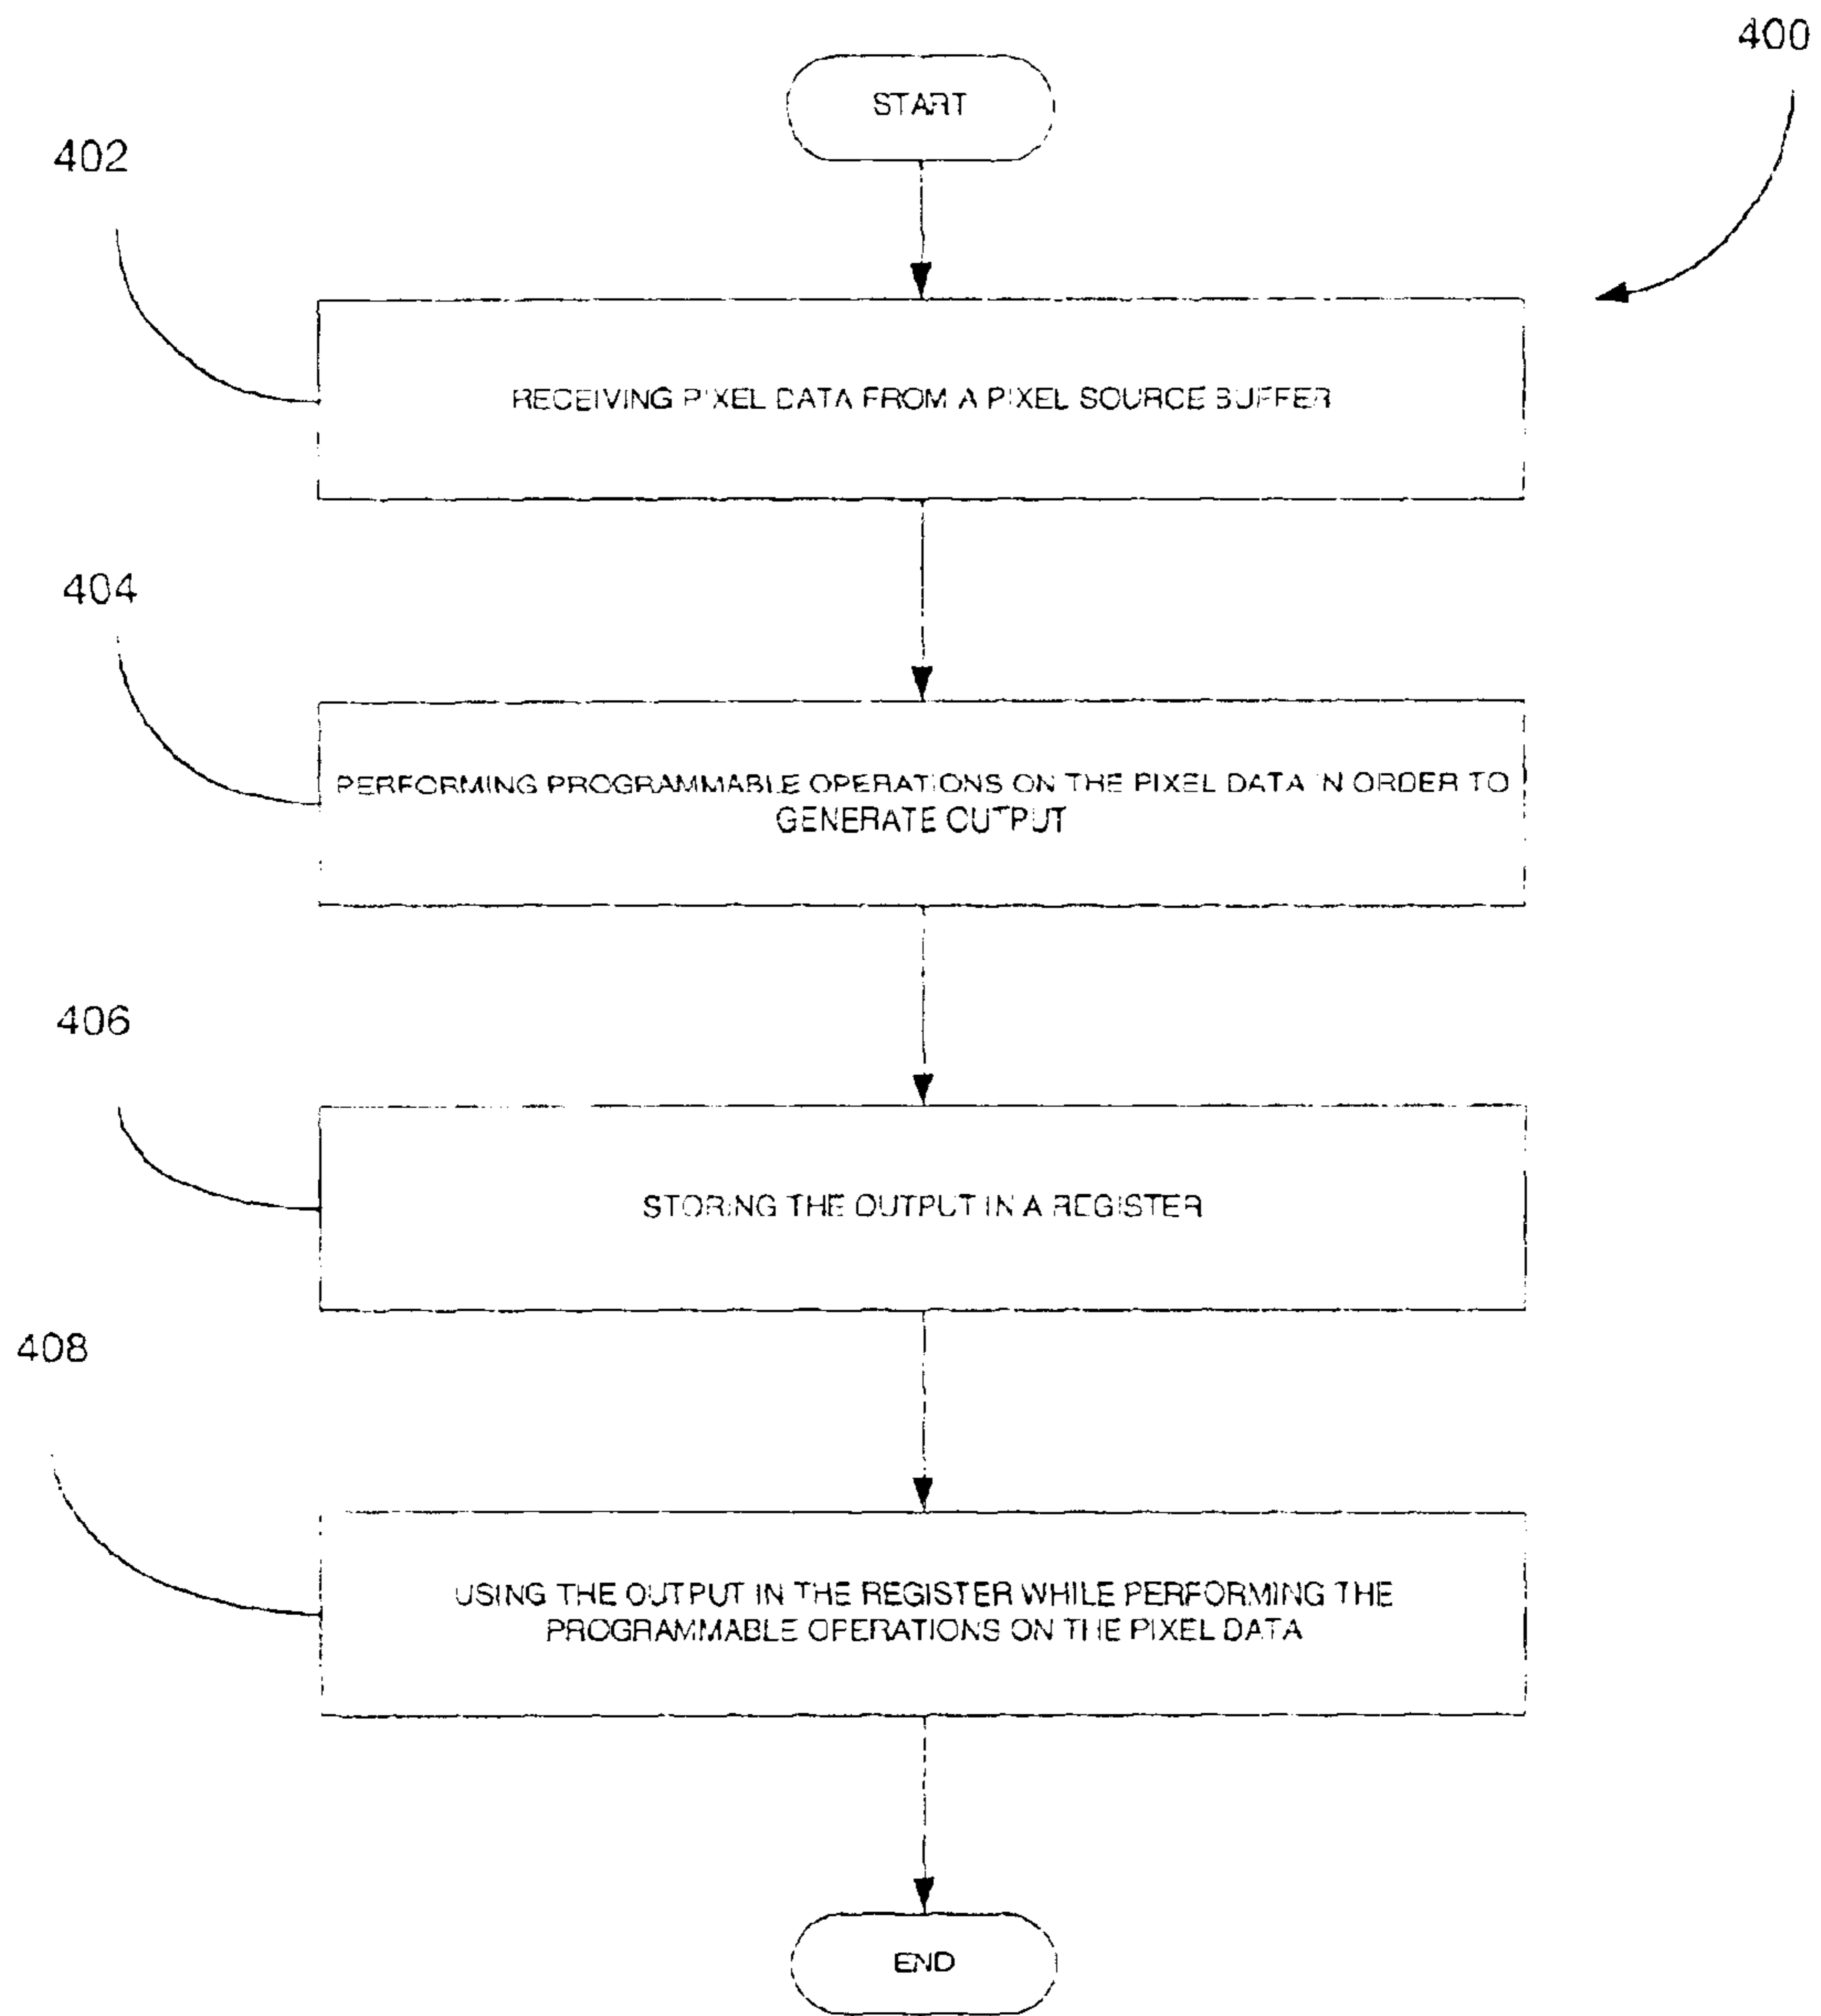 400
START
402
RECEIVING PIXEL DATA FROM A PIXEL SOURCE BUFFER
404
PERFORMING PROGRAMMABLE OPERATIONS ON THE PIXEL DATA IN ORDER TO
GENERATE OUTPUT
406
STORING THE OUTPUT IN A REGISTER
408
USING THE OUTPUT IN THE REGISTER WHILE PERFORMING THE
PROGRAMMABLE OPERATIONS ON THE PIXEL DATA
END